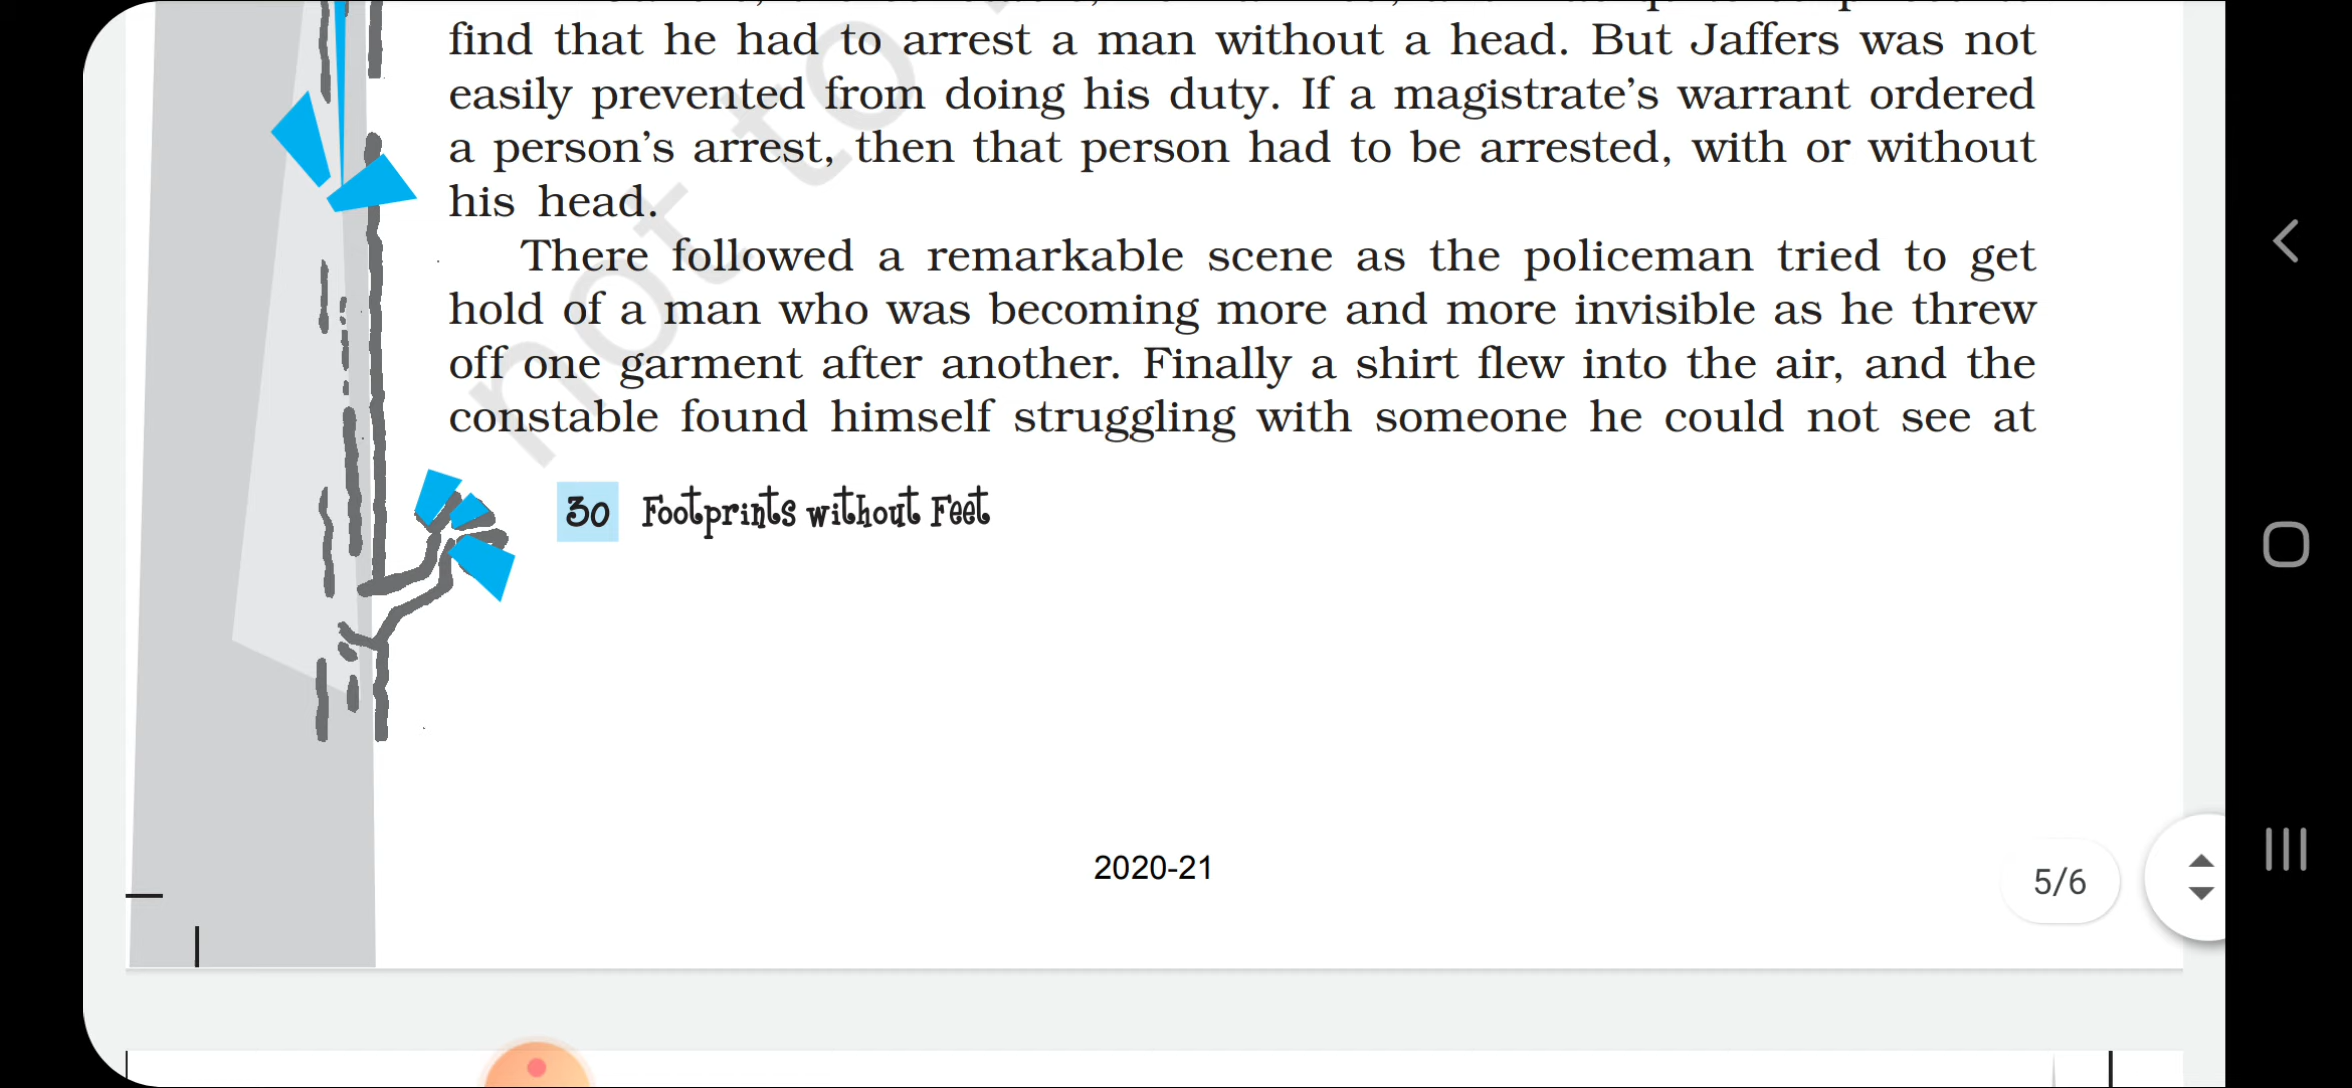 find that he had to arrest a man without a head. But Jaffers was not
easily prevented from doing his duty. If a magistrate’s warrant ordered
a person’s arrest, then that person had to be arrested, with or without
his head.
There followed a remarkable scene as the policeman tried to get
hold of a man who was becoming more and more invisible as he threw
off one garment after another. Finally a shirt flew into the air, and the
constable found himself struggling with someone he could not see at
not to
30 Footprints without Feet
2020-21
5/6